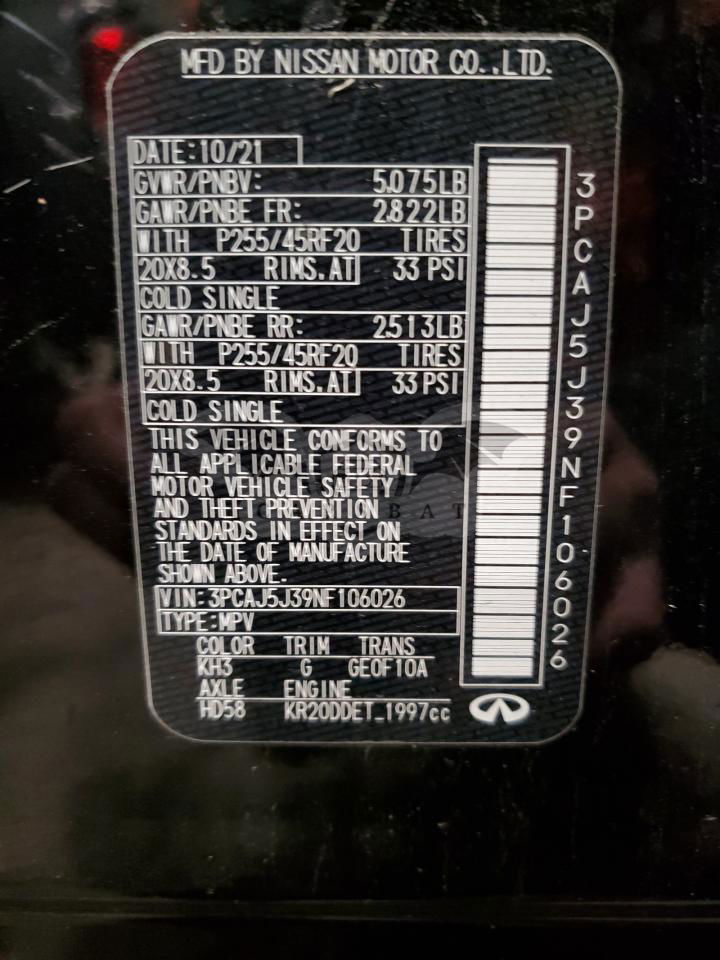 MFD BY NISSAN MOTOR CO.,LTD.
DATE:10/21
GVWR/PNBV: 5075LB
GAWR/PNBE FR: 2822LB
WITH P255/45RF20 TIRES
20X8.5 RIMS.AT 33 PSI
COLD SINGLE
GAWR/PNBE RR: 2513LB
WITH P255/45RF20 TIRES
20X8.5 RIMS.AT 33 PSI
COLD SINGLE
THIS VEHICLE CONFORMS TO
ALL APPLICABLE FEDERAL
MOTOR VEHICLE SAFETY
AND THEFT PREVENTION
STANDARDS IN EFFECT ON
THE DATE OF MANUFACTURE
SHOWN ABOVE.
VIN:3PCAJ5J39NF106026
TYPE:MPV
COLOR TRIM TRANS
KH3 G GE0F10A
AXLE ENGINE
HD58 KR20DDET_1997cc
3PCAJ5J39NF106026